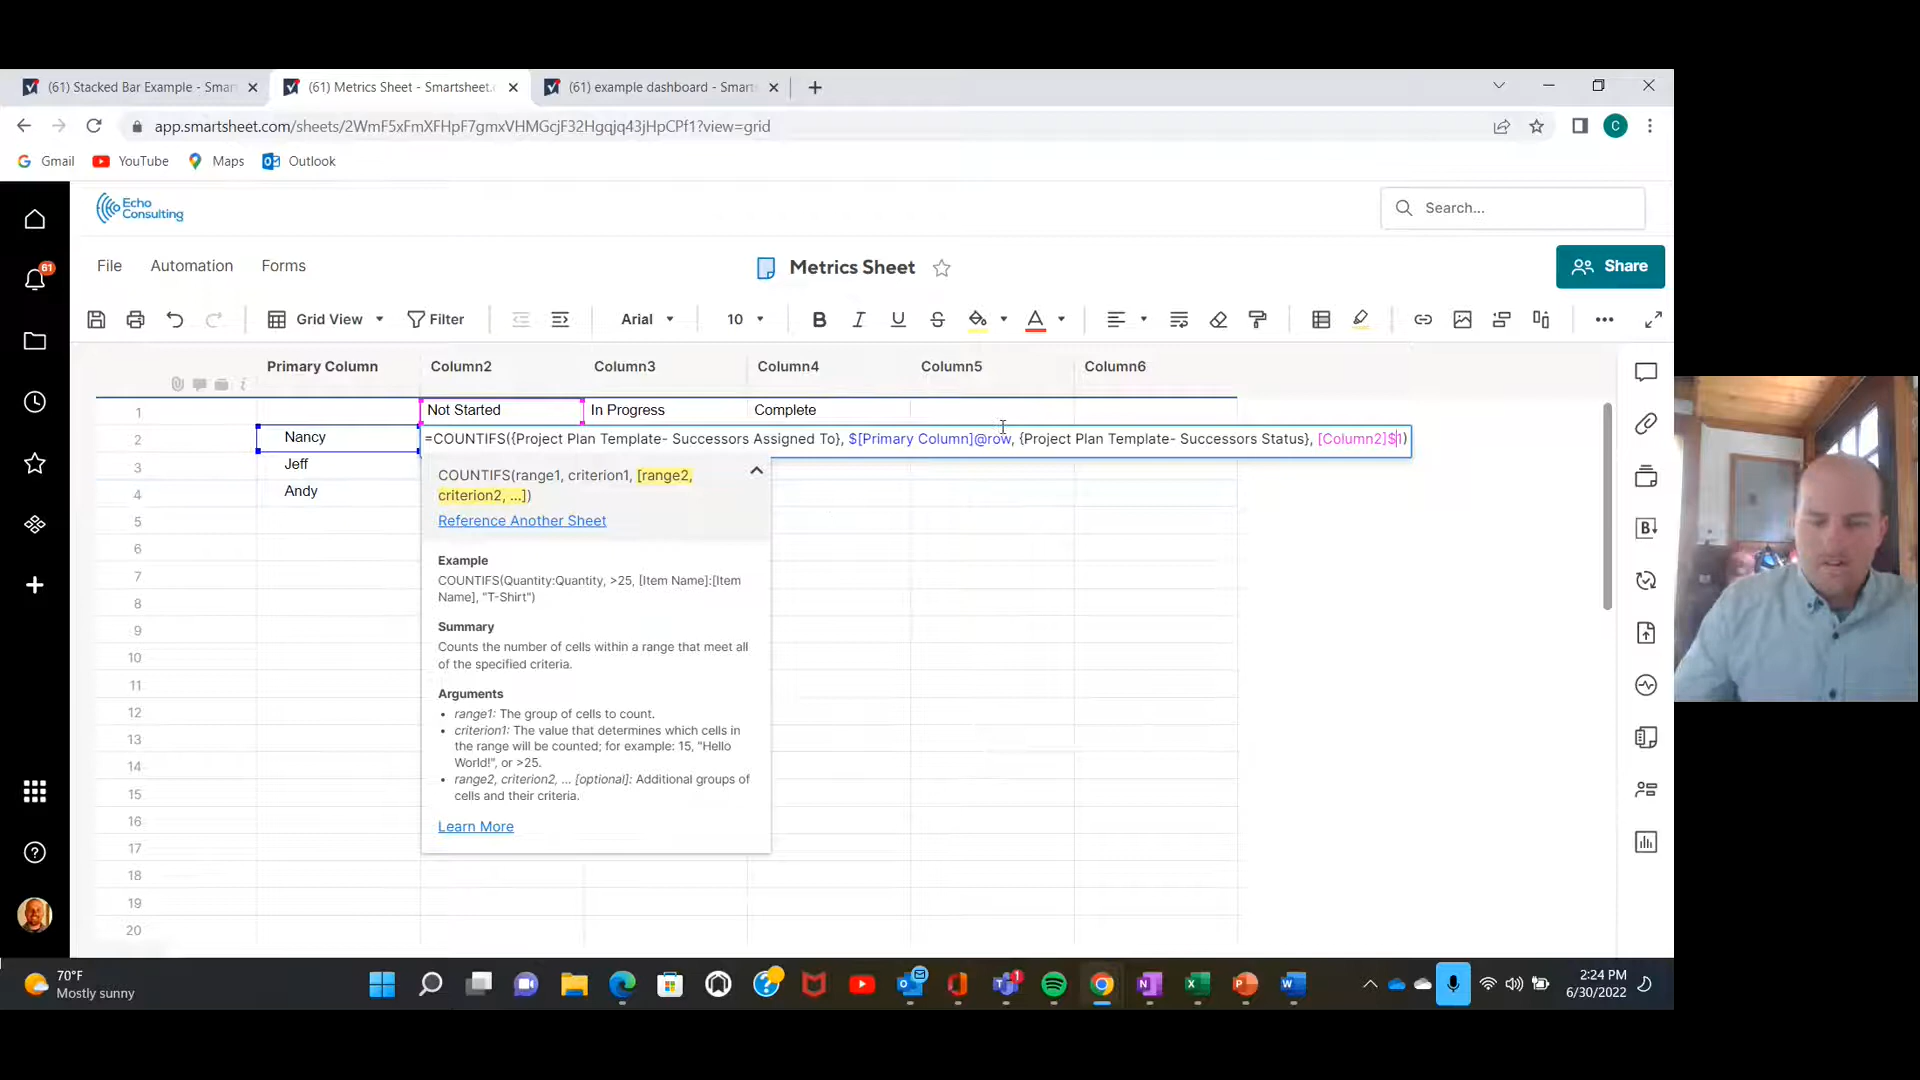 (61) Stacked Bar Example - Smar
(61) Metrics Sheet - Smartsheet.
(61) example dashboard - Smart
app.smartsheet.com/sheets/2WmF5xFmXFHpF7gmxVHMGcjF32Hgqjq43jHpCPf1?view=grid
C
Gmail
YouTube
Maps
Outlook
Echo
Consulting
Search...
61
File
Automation
Forms
Metrics Sheet
Share
Grid View
Filter
Arial
10
Primary Column
Column2
Column3
Column4
Column5
Column6
1
Not Started
In Progress
Complete
2
Nancy
=COUNTIFS({Project Plan Template- Successors Assigned To}, $[Primary Column]@row, {Project Plan Template- Successors Status}, [Column2]$1)
3
Jeff
4
Andy
5
6
7
8
9
10
11
12
13
14
15
16
17
18
19
20
COUNTIFS(range1, criterion1, [range2,
criterion2, ...])
Reference Another Sheet
Example
COUNTIFS(Quantity:Quantity, >25, [Item Name]:[Item
Name], "T-Shirt")
Summary
Counts the number of cells within a range that meet all
of the specified criteria.
Arguments
• range1: The group of cells to count.
• criterion1: The value that determines which cells in
the range will be counted; for example: 15, "Hello
World!", or >25.
• range2, criterion2, ... [optional]: Additional groups of
cells and their criteria.
Learn More
70°F
Mostly sunny
2:24 PM
6/30/2022